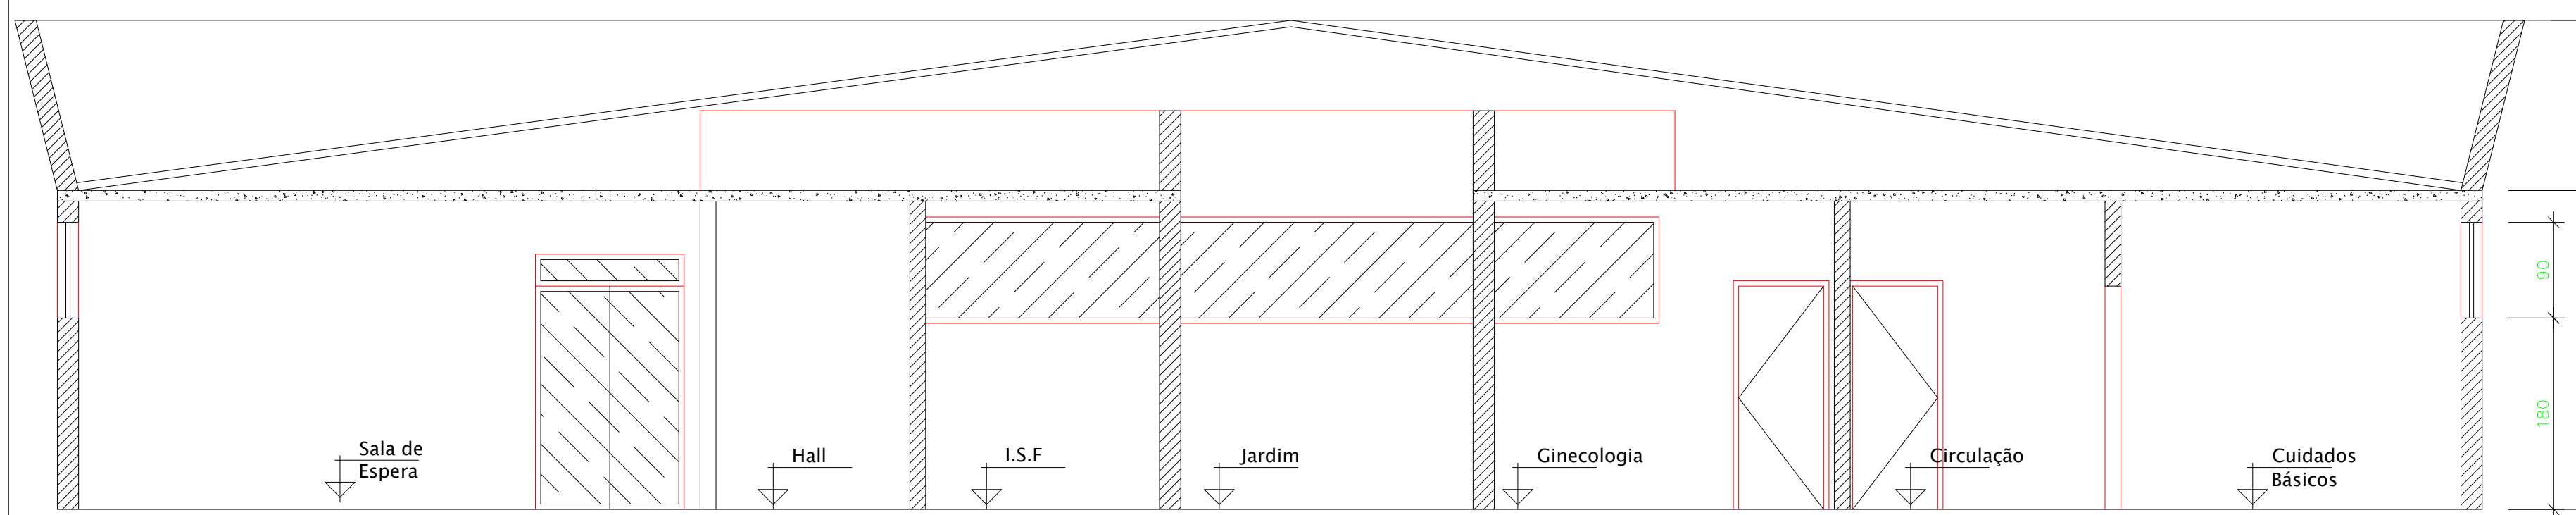 90
180
Sala de
Espera
Hall
I.S.F
Jardim
Ginecologia
Circulação
Cuidados
Básicos